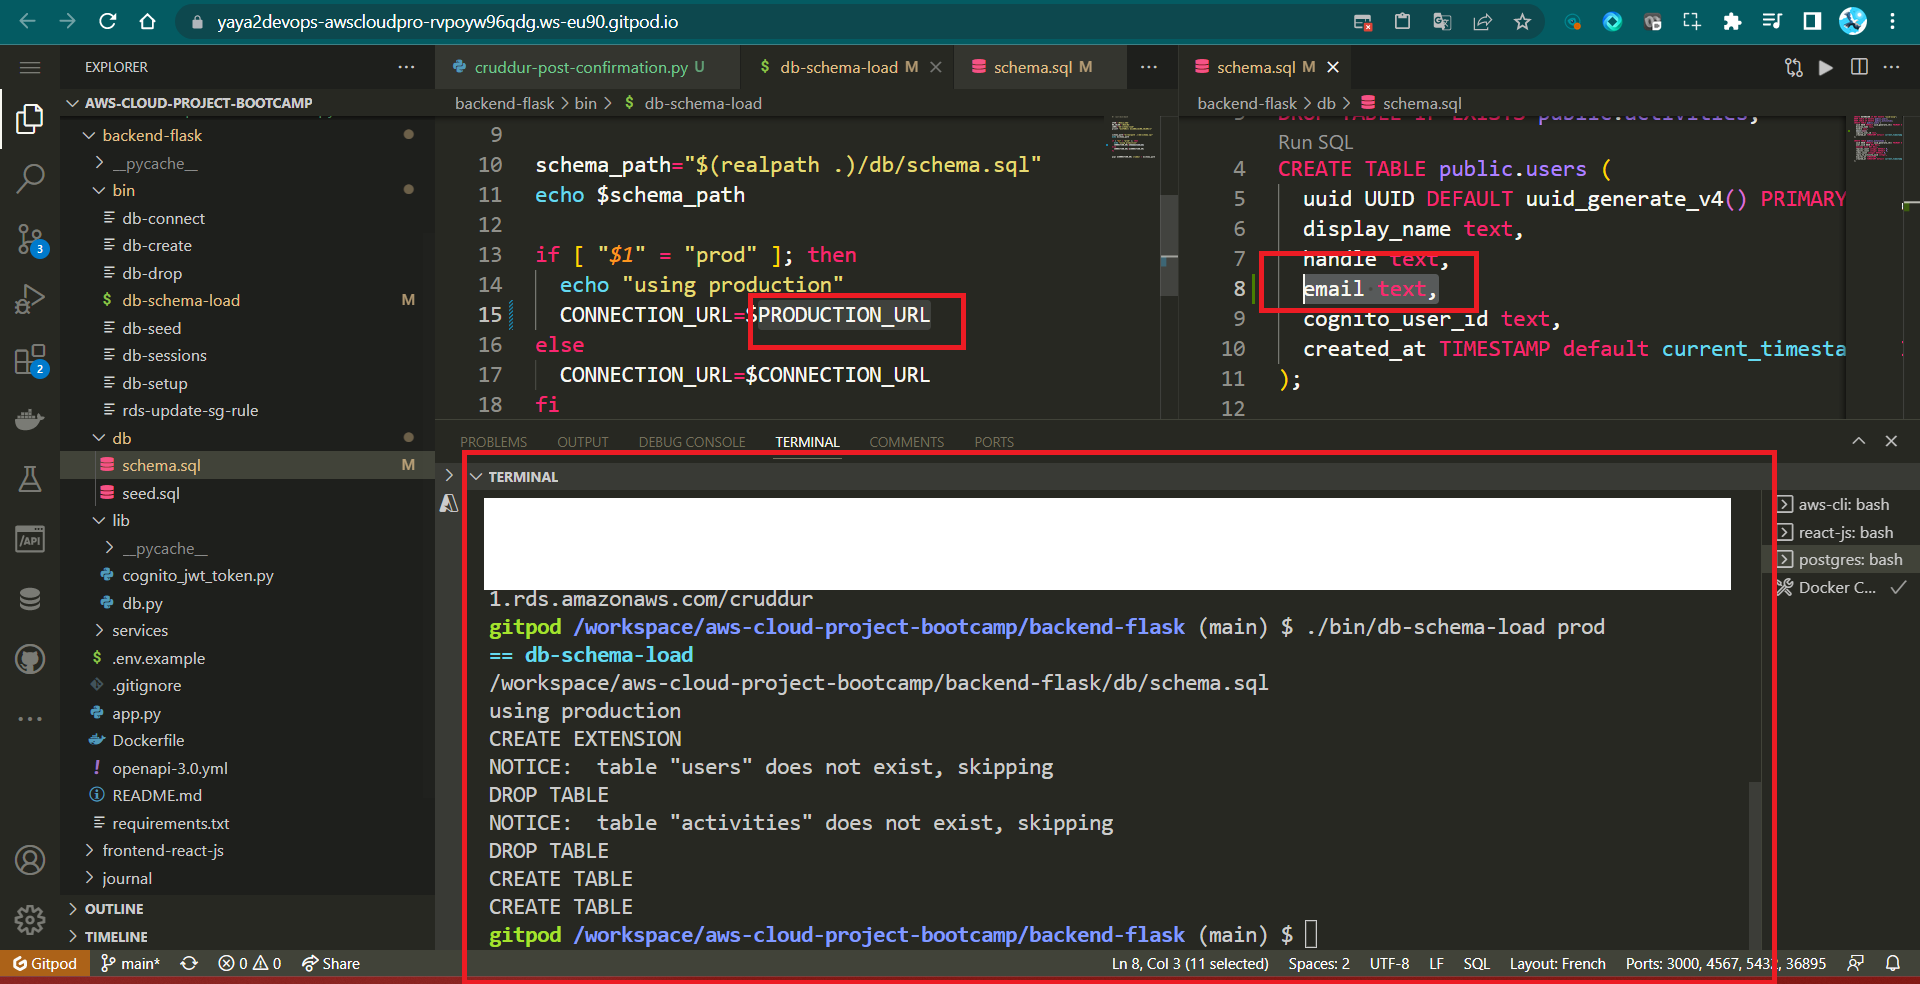 yaya2devops-awscloudpro-rvpoyw96qdg.ws-eu90.gitpod.io
EXPLORER
AWS-CLOUD-PROJECT-BOOTCAMP
backend-flask
__pycache__
bin
db-connect
db-create
db-drop
db-schema-load M
db-seed
db-sessions
db-setup
rds-update-sg-rule
db
schema.sql M
seed.sql
lib
__pycache__
cognito_jwt_token.py
db.py
services
.env.example
.gitignore
app.py
Dockerfile
openapi-3.0.yml
README.md
requirements.txt
frontend-react-js
journal
OUTLINE
TIMELINE
3
2
cruddur-post-confirmation.py U
db-schema-load M
schema.sql M
backend-flask > bin > $ db-schema-load
9
10 schema_path="$(realpath .)/db/schema.sql"
11 echo $schema_path
12
13 if [ "$1" = "prod" ]; then
14 echo "using production"
15 CONNECTION_URL=$PRODUCTION_URL
16 else
17 CONNECTION_URL=$CONNECTION_URL
18 fi
schema.sql M
backend-flask > db > schema.sql
3 DROP TABLE IF EXISTS public.activities;
Run SQL
4 CREATE TABLE public.users (
5 uuid UUID DEFAULT uuid_generate_v4() PRIMARY
6 display_name text,
7 handle text,
8 email text,
9 cognito_user_id text,
10 created_at TIMESTAMP default current_timesta
11 );
12
PROBLEMS OUTPUT DEBUG CONSOLE TERMINAL COMMENTS PORTS
TERMINAL
1.rds.amazonaws.com/cruddur
gitpod /workspace/aws-cloud-project-bootcamp/backend-flask (main) $ ./bin/db-schema-load prod
== db-schema-load
/workspace/aws-cloud-project-bootcamp/backend-flask/db/schema.sql
using production
CREATE EXTENSION
NOTICE:  table "users" does not exist, skipping
DROP TABLE
NOTICE:  table "activities" does not exist, skipping
DROP TABLE
CREATE TABLE
CREATE TABLE
gitpod /workspace/aws-cloud-project-bootcamp/backend-flask (main) $
aws-cli: bash
react-js: bash
postgres: bash
Docker C...
Gitpod main* 0 0 Share Ln 8, Col 3 (11 selected) Spaces: 2 UTF-8 LF SQL Layout: French Ports: 3000, 4567, 5432, 36895